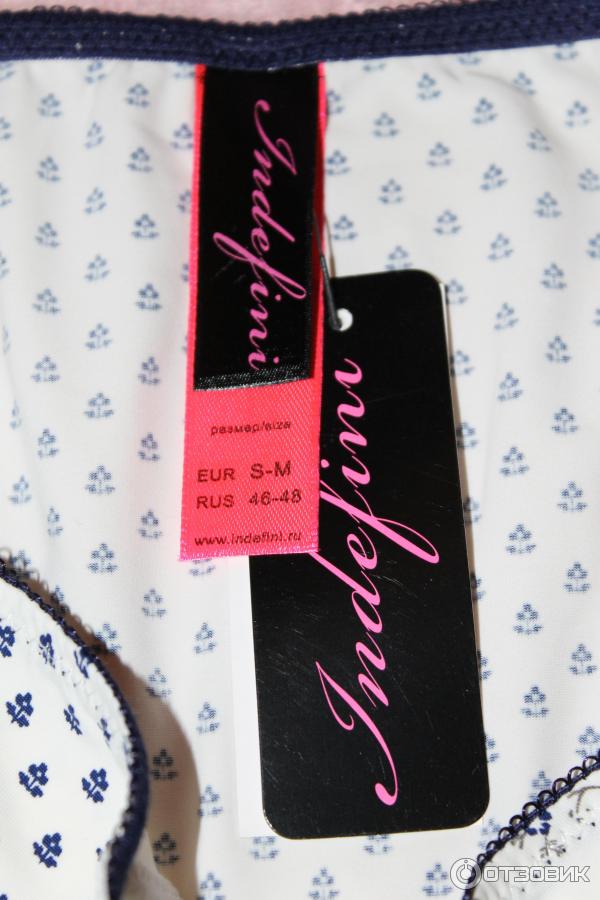 Indefini
размер/size
EUR S-M
RUS 46-48
www.indefini.ru
Indefini
ОТЗОВИК